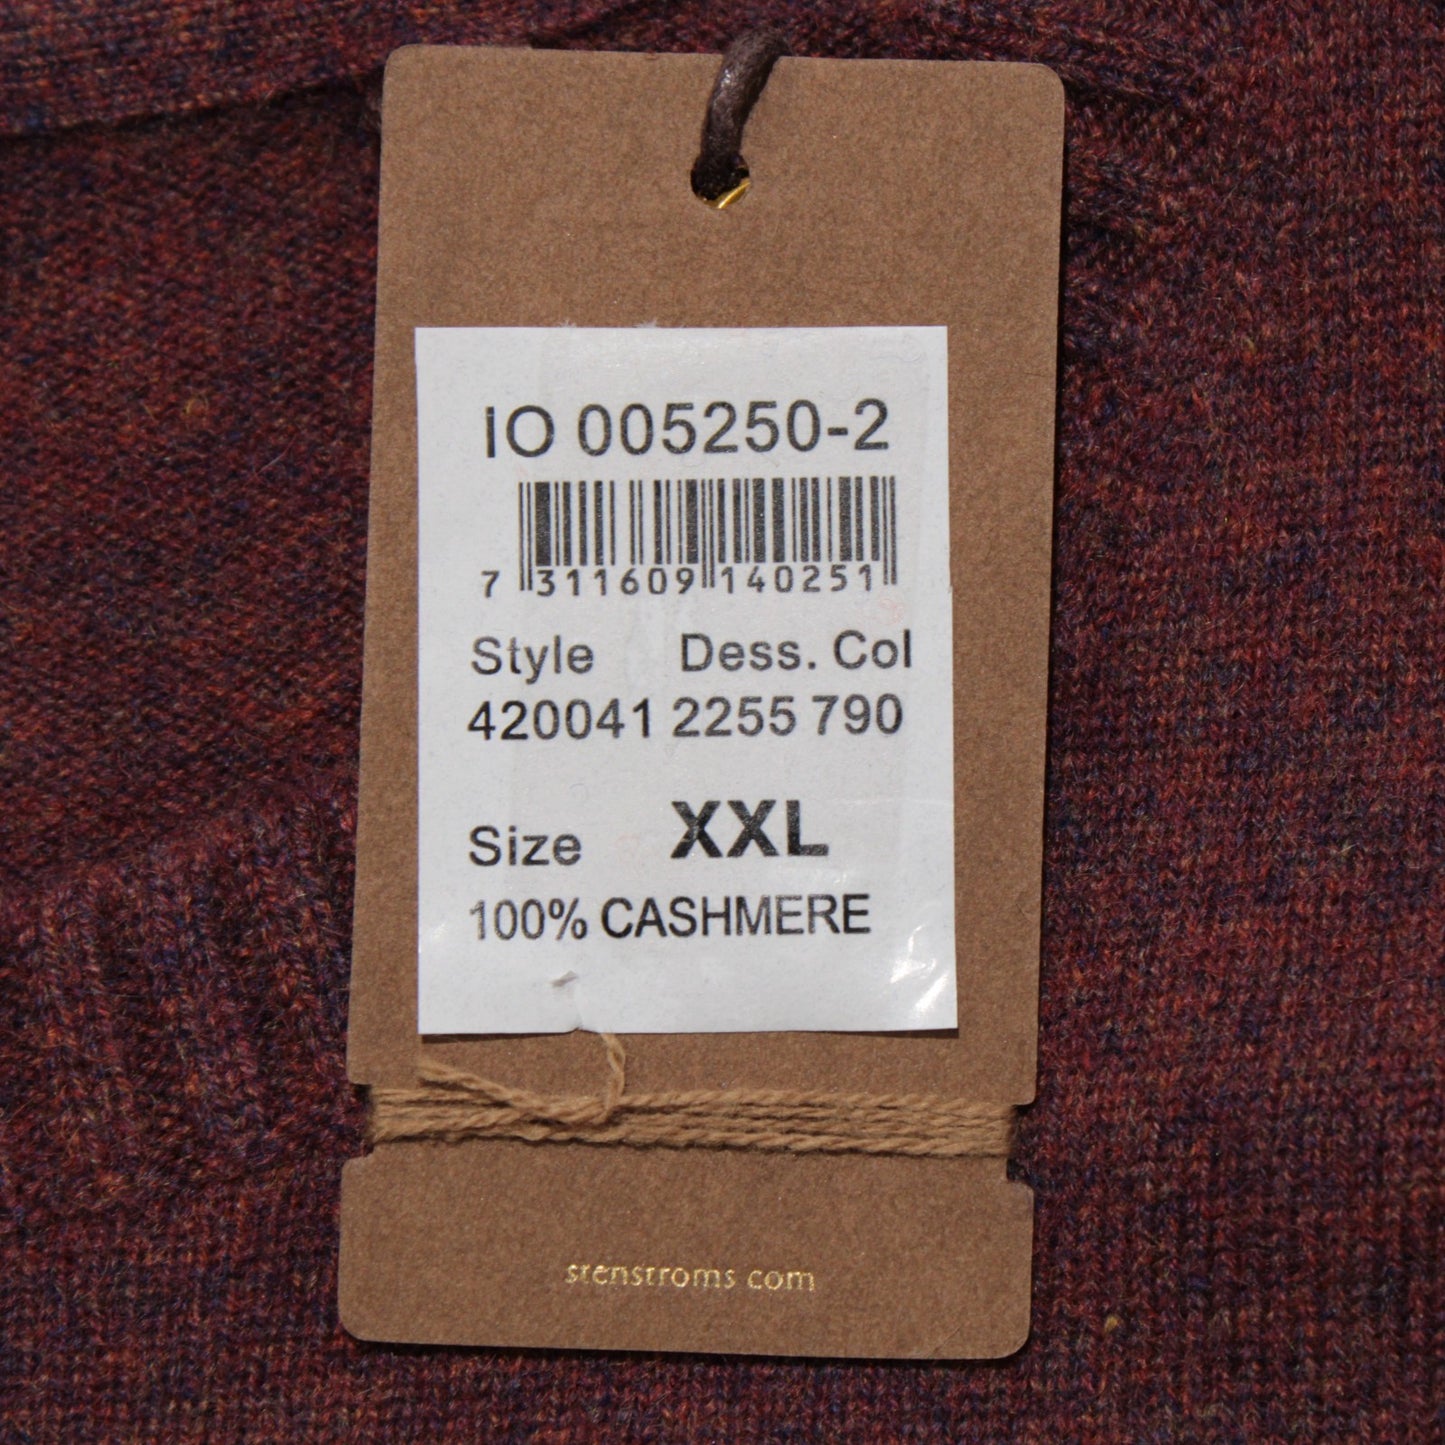 IO 005250-2
7 311609 140251
Style Dess. Col
420041 2255 790
Size XXL
100% CASHMERE
stenstroms.com